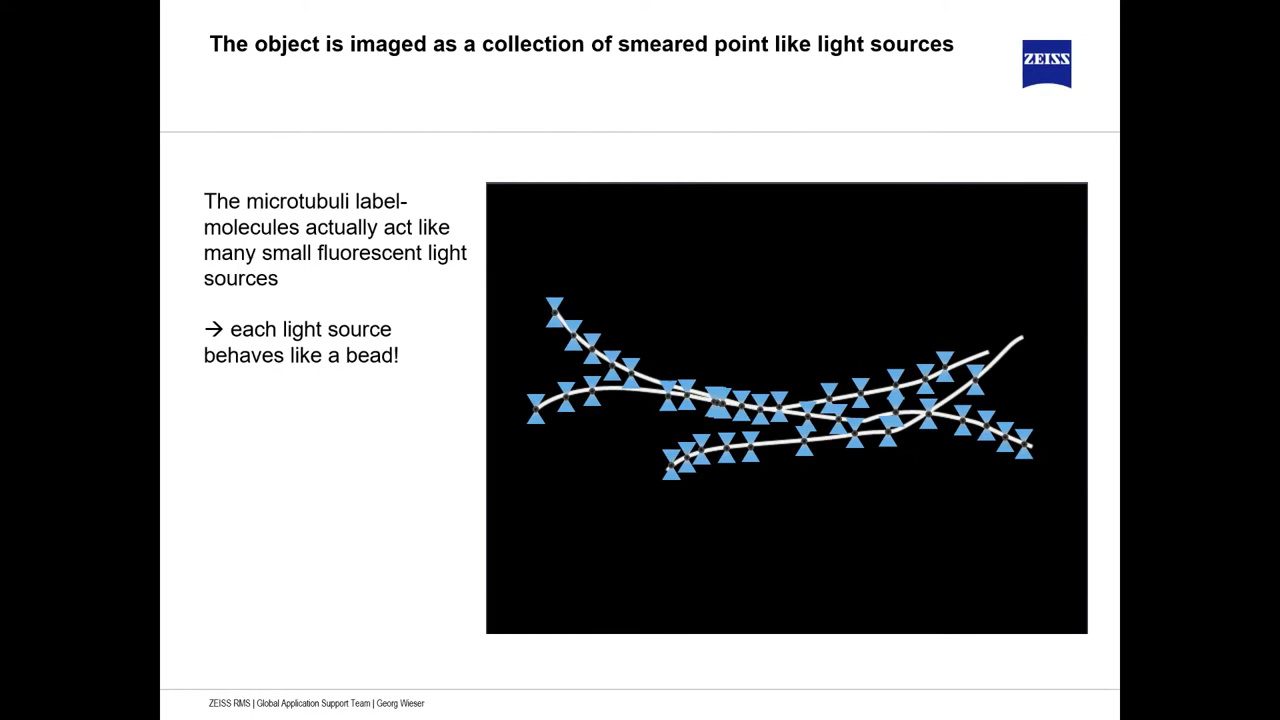 The object is imaged as a collection of smeared point like light sources
ZEISS
The microtubuli label-
molecules actually act like
many small fluorescent light
sources
→ each light source
behaves like a bead!
ZEISS RMS | Global Application Support Team | Georg Wieser